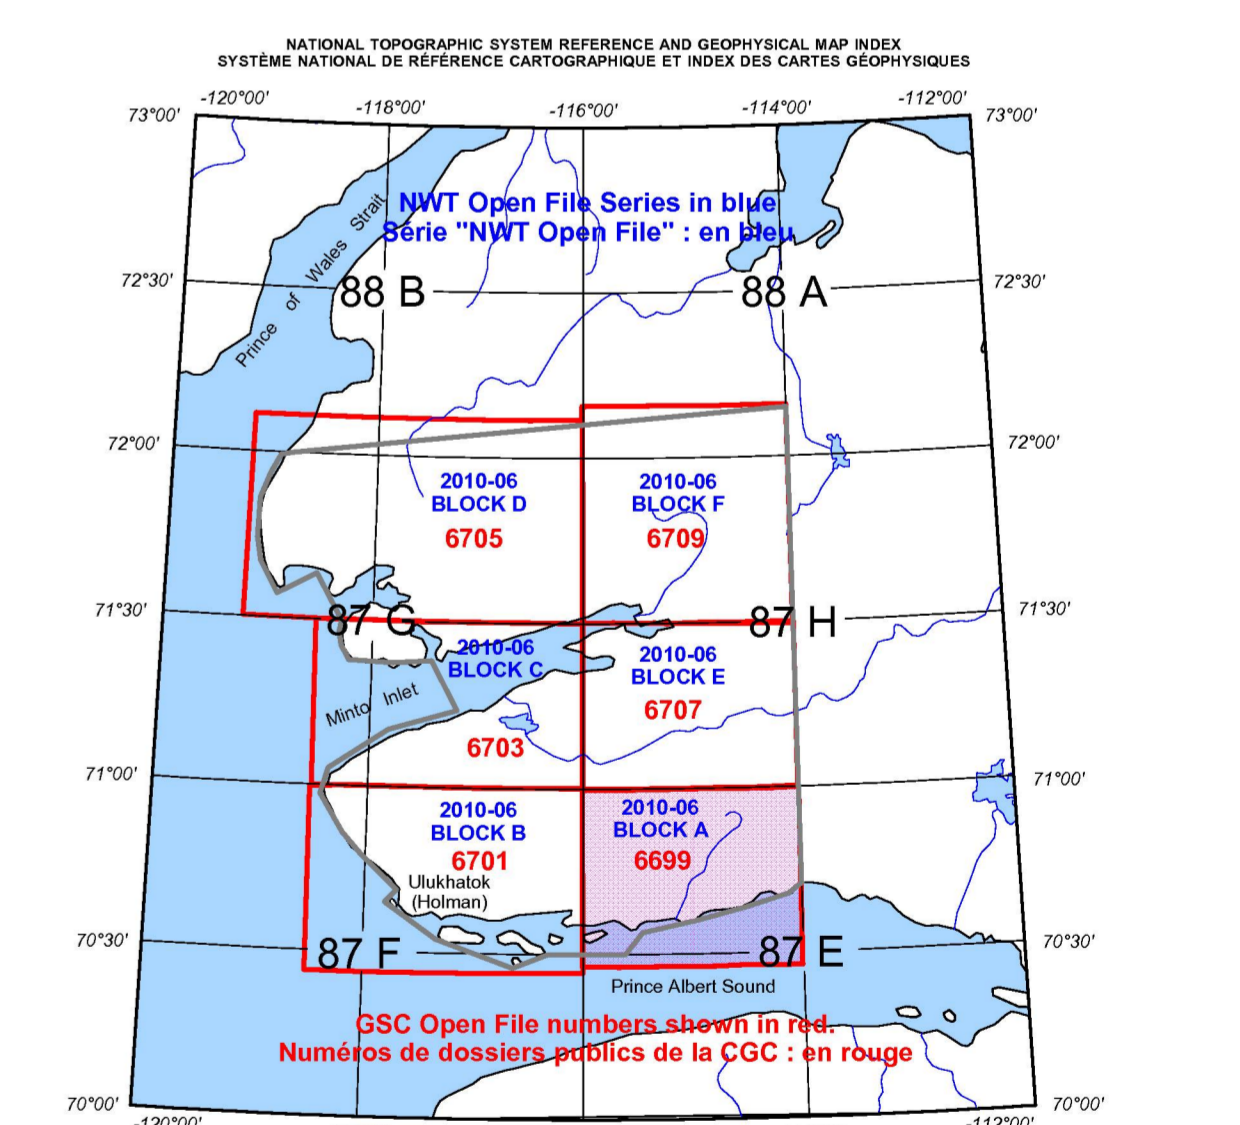 NATIONAL TOPOGRAPHIC SYSTEM REFERENCE AND GEOPHYSICAL MAP INDEX
SYSTÈME NATIONAL DE RÉFÉRENCE CARTOGRAPHIQUE ET INDEX DES CARTES GÉOPHYSIQUES
-120°00' -118°00' -116°00' -114°00' -112°00'
73°00' 73°00'
NWT Open File Series in blue
Série "NWT Open File" : en bleu
Prince of Wales Strait
72°30' 72°30'
88 B 88 A
72°00' 72°00'
2010-06
BLOCK D
6705
2010-06
BLOCK F
6709
71°30' 71°30'
87 G 87 H
2010-06
BLOCK C
6703
2010-06
BLOCK E
6707
Minto Inlet
71°00' 71°00'
2010-06
BLOCK B
6701
2010-06
BLOCK A
6699
Ulukhatok
(Holman)
70°30' 70°30'
87 F 87 E
Prince Albert Sound
GSC Open File numbers shown in red.
Numéros de dossiers publics de la CGC : en rouge
70°00' 70°00'
-120°00' -112°00'